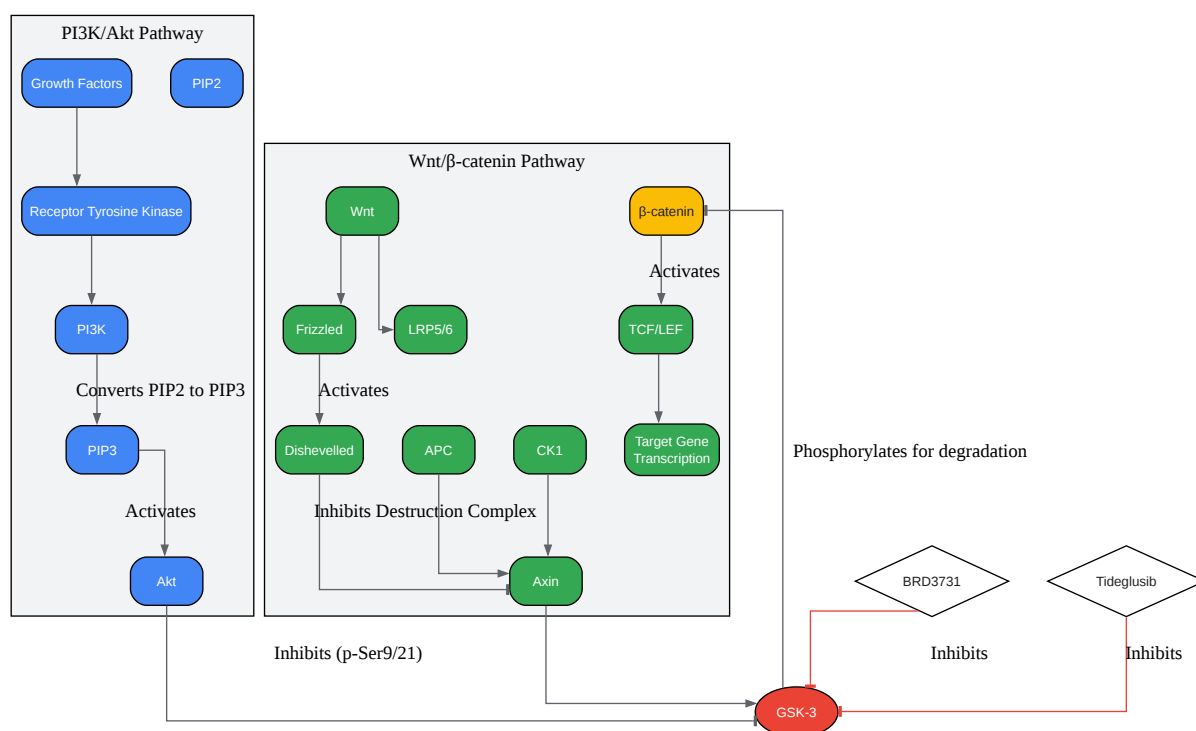 PI3K/Akt Pathway
Growth Factors
PIP2
Receptor Tyrosine Kinase
PI3K
Converts PIP2 to PIP3
PIP3
Activates
Akt
Wnt/β-catenin Pathway
Wnt
β-catenin
Activates
Frizzled
LRP5/6
TCF/LEF
Activates
Dishevelled
APC
CK1
Target Gene
Transcription
Inhibits Destruction Complex
Axin
Phosphorylates for degradation
BRD3731
Tideglusib
Inhibits (p-Ser9/21)
Inhibits
Inhibits
GSK-3